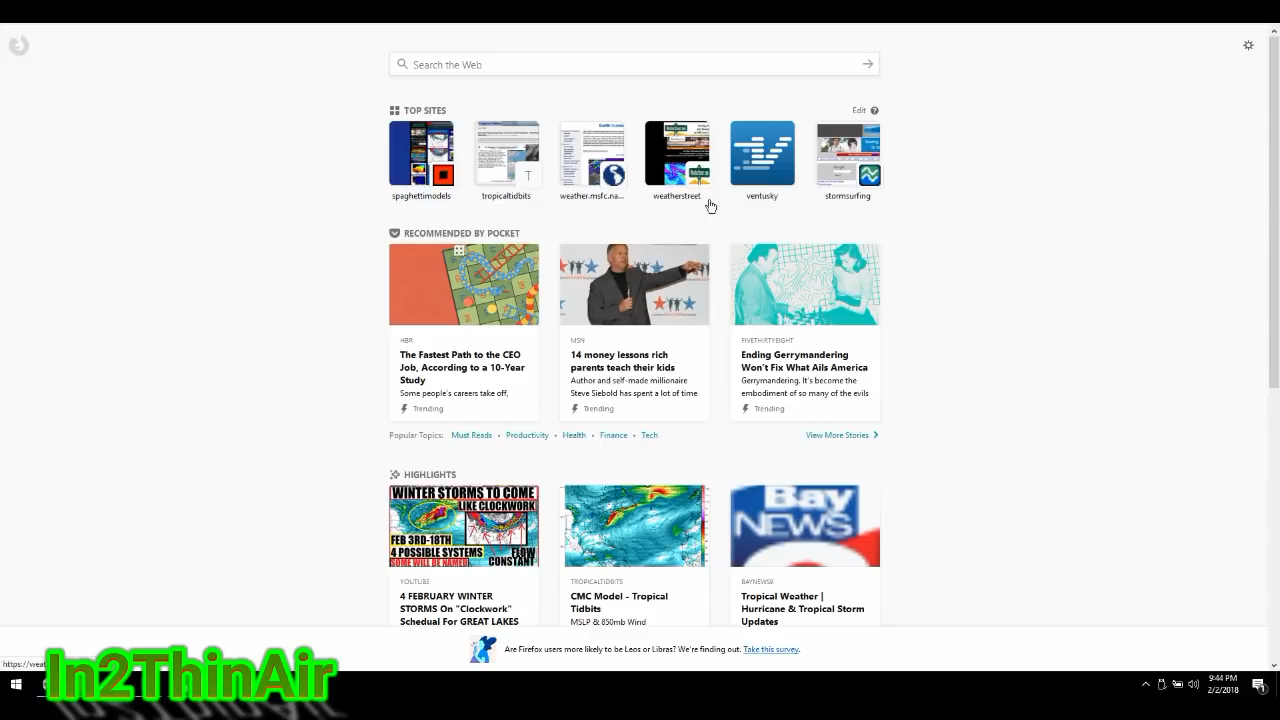 Search the Web
TOP SITES
Edit
T
spaghettimodels
tropicaltidbits
weather.msfc.na...
weatherstreet
ventusky
stormsurfing
RECOMMENDED BY POCKET
HBR
The Fastest Path to the CEO
Job, According to a 10-Year
Study
Some people's careers take off,
Trending
MSN
14 money lessons rich
parents teach their kids
Author and self-made millionaire
Steve Siebold has spent a lot of time
Trending
FIVETHIRTYEIGHT
Ending Gerrymandering
Won't Fix What Ails America
Gerrymandering. It's become the
embodiment of so many of the evils
Trending
Popular Topics: Must Reads • Productivity • Health • Finance • Tech
View More Stories
HIGHLIGHTS
WINTER STORMS TO COME
LIKE CLOCKWORK
FEB 3RD-18TH
4 POSSIBLE SYSTEMS
SOME WILL BE NAMED
FLOW
CONSTANT
YOUTUBE
4 FEBRUARY WINTER
STORMS On "Clockwork"
Schedual For GREAT LAKES
TROPICALTIDBITS
CMC Model - Tropical
Tidbits
MSLP & 850mb Wind
Bay
NEWS
BAYNEWS9
Tropical Weather |
Hurricane & Tropical Storm
Updates
Are Firefox users more likely to be Leos or Libras? We're finding out. Take this survey.
https://weat
In2ThinAir
9:44 PM
2/2/2018